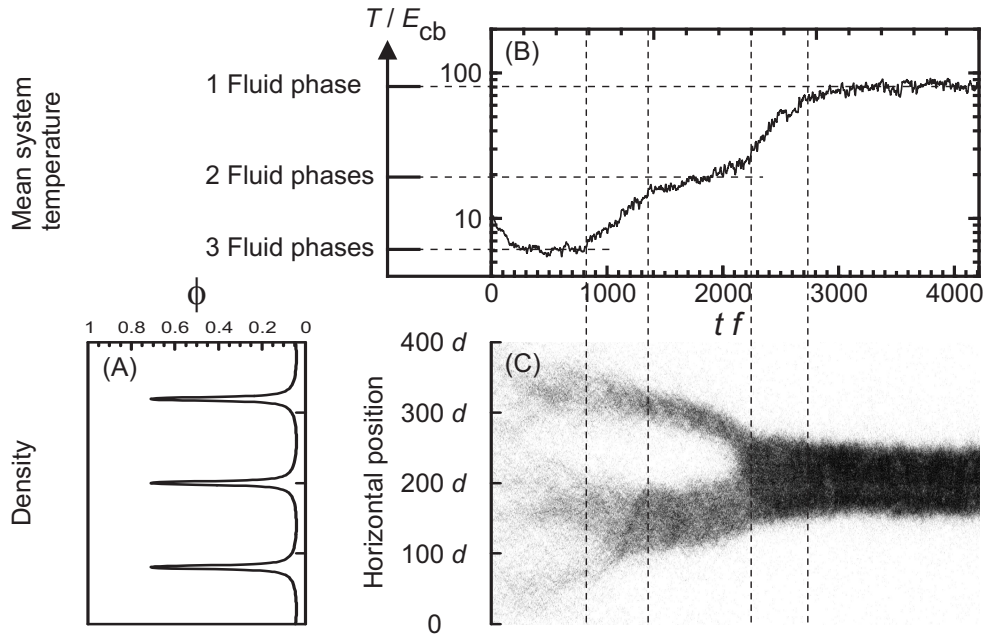 T / E_cb
(B)
Mean system
temperature
1 Fluid phase
2 Fluid phases
3 Fluid phases
100
10
0 1000 2000 3000 4000
t f
ϕ
1 0.8 0.6 0.4 0.2 0
(A)
Density
(C)
Horizontal position
400 d
300 d
200 d
100 d
0